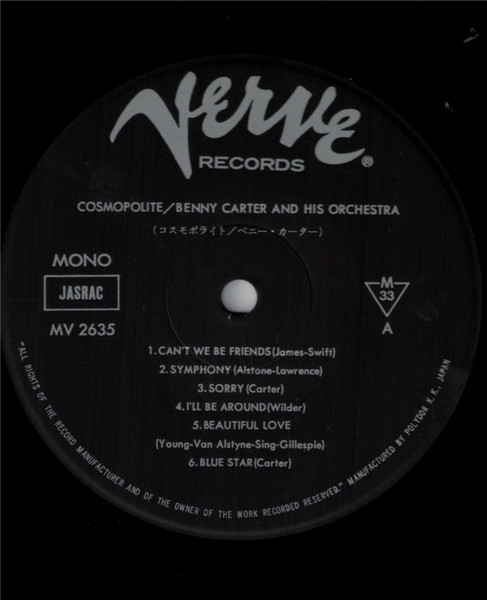 Verve
RECORDS®
COSMOPOLITE/BENNY CARTER AND HIS ORCHESTRA
(コスモポライト/ベニー・カーター)
MONO
JASRAC
MV 2635
M
33
A
1. CAN'T WE BE FRIENDS(James-Swift)
2. SYMPHONY(Alstone-Lawrence)
3. SORRY(Carter)
4. I'LL BE AROUND(Wilder)
5. BEAUTIFUL LOVE
(Young-Van Alstyne-Sing-Gillespie)
6. BLUE STAR(Carter)
"ALL RIGHTS OF THE RECORD MANUFACTURER AND OF THE OWNER OF THE WORK RECORDED RESERVED." MANUFACTURED BY POLYDOR K.K., JAPAN